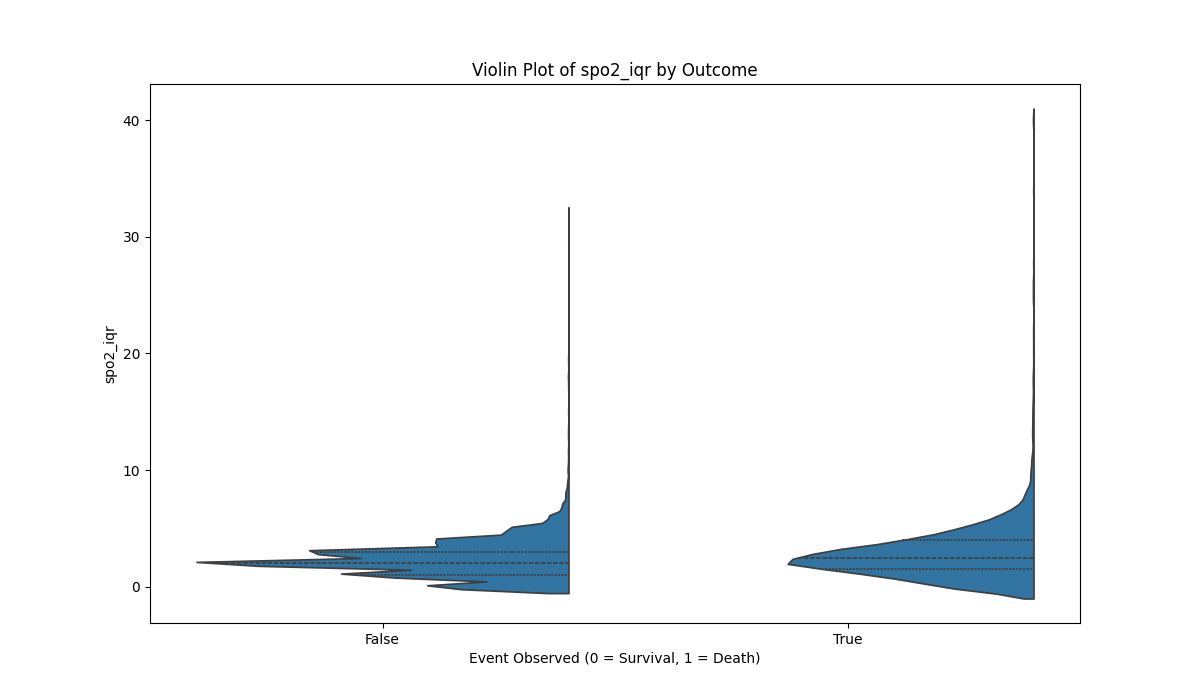 Violin Plot of spo2_iqr by Outcome
40
30
20
10
0
spo2_iqr
False
True
Event Observed (0 = Survival, 1 = Death)